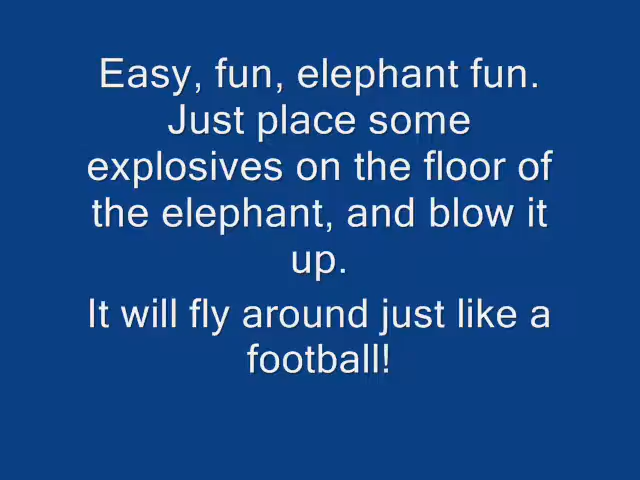 Easy, fun, elephant fun.
Just place some
explosives on the floor of
the elephant, and blow it
up.
It will fly around just like a
football!